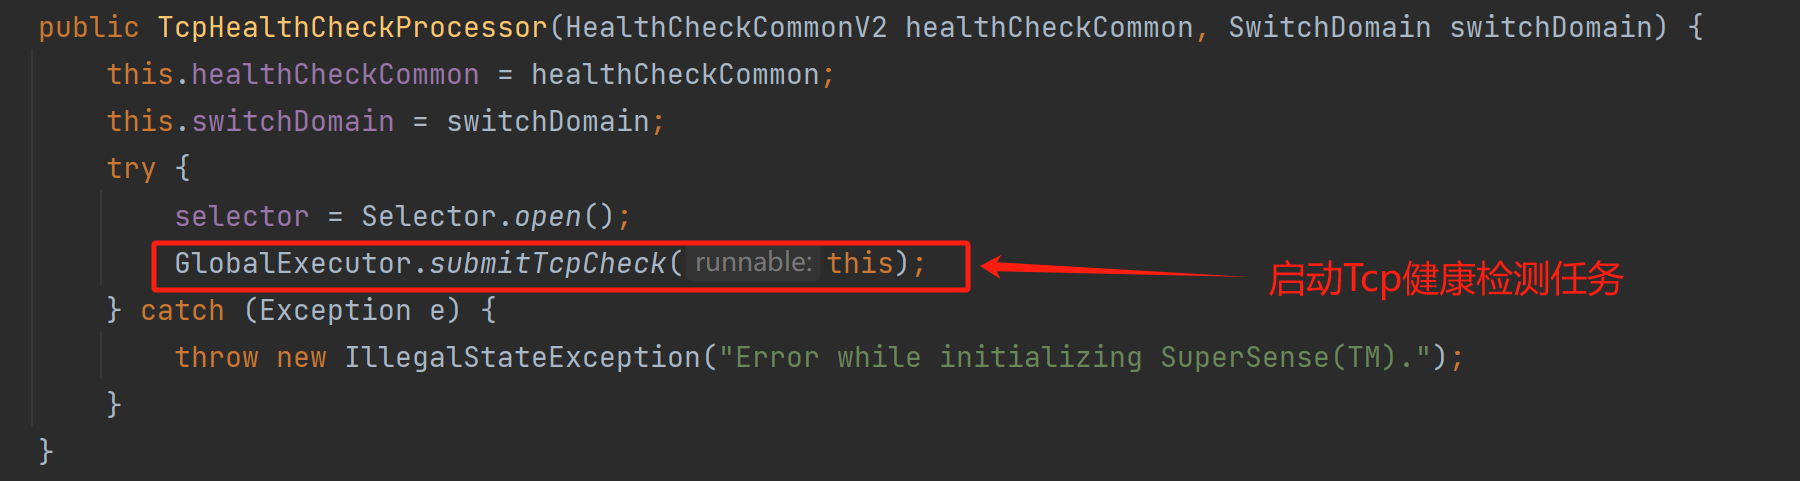 public TcpHealthCheckProcessor(HealthCheckCommonV2 healthCheckCommon, SwitchDomain switchDomain) {
this.healthCheckCommon = healthCheckCommon;
this.switchDomain = switchDomain;
try {
selector = Selector.open();
GlobalExecutor.submitTcpCheck( runnable: this);
启动Tcp健康检测任务
} catch (Exception e) {
throw new IllegalStateException("Error while initializing SuperSense(TM).");
}
}